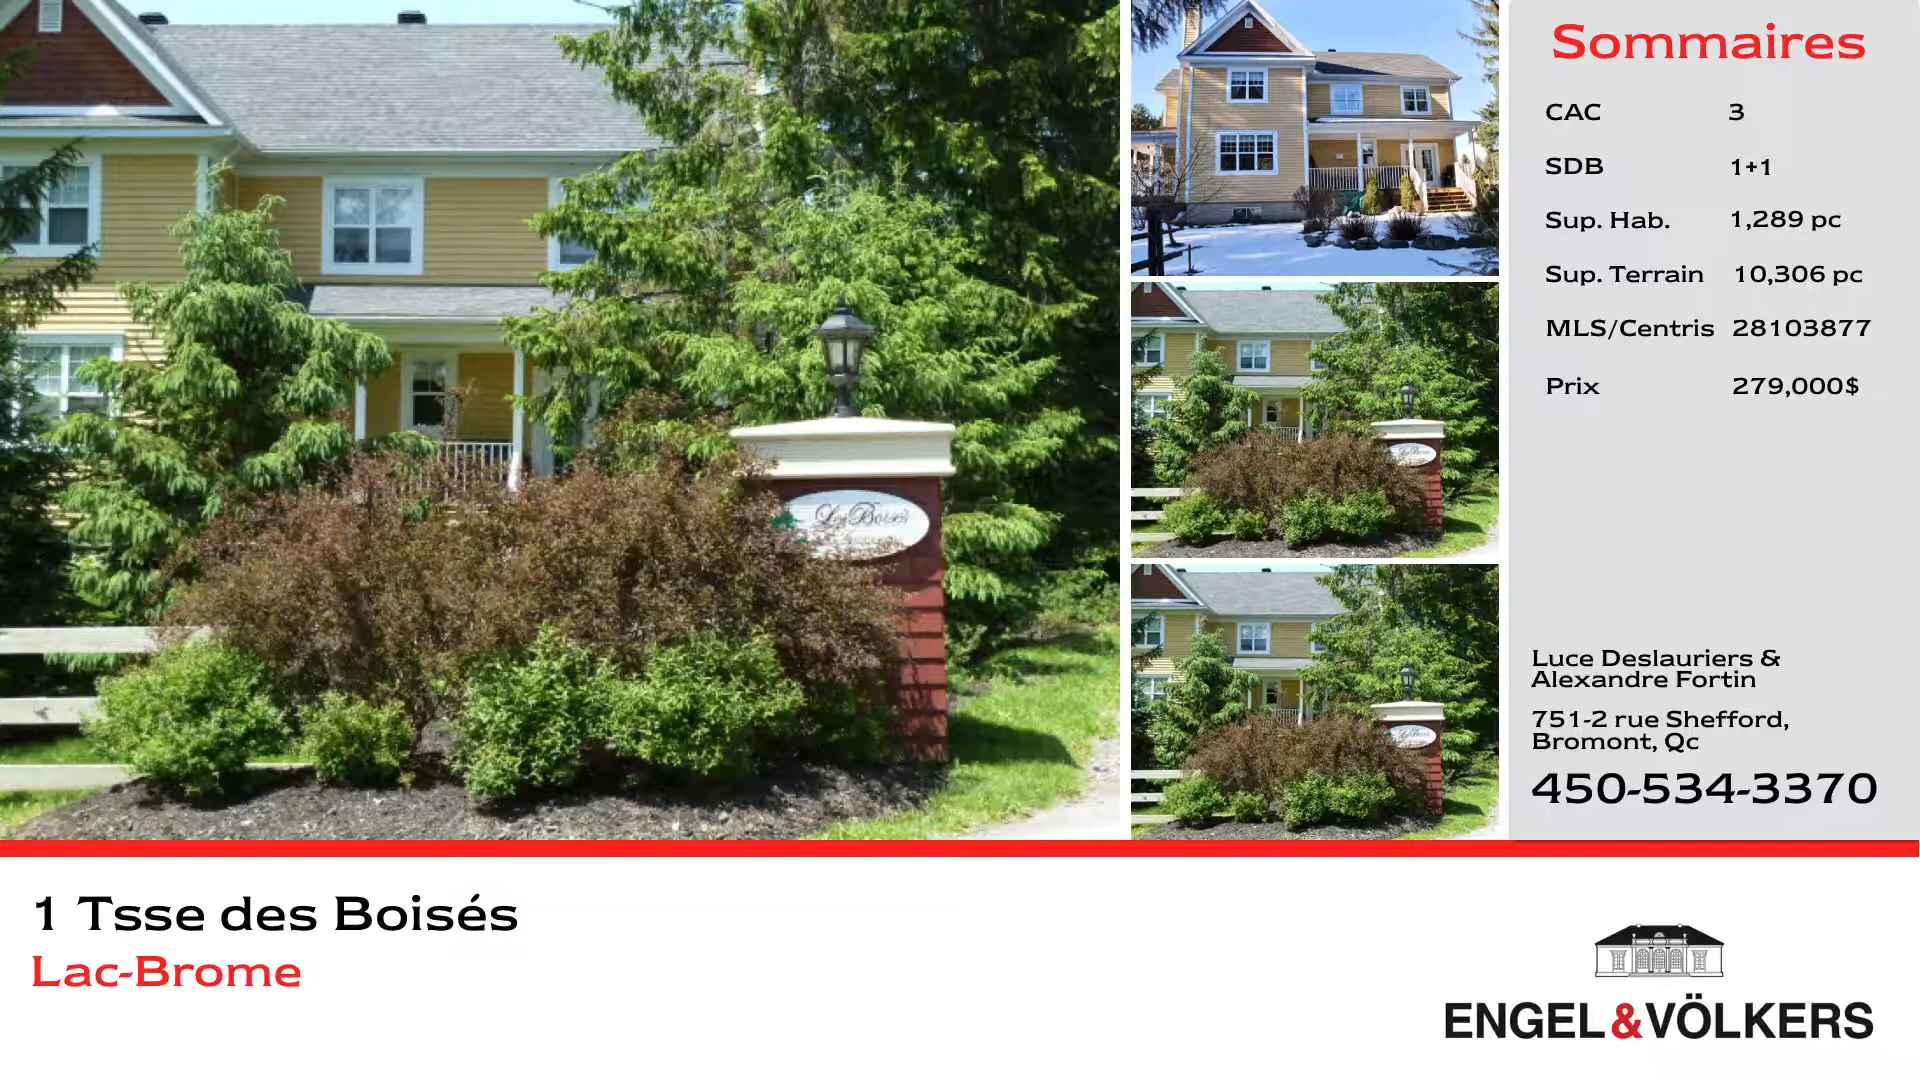 Sommaires
CAC 3
SDB 1+1
Sup. Hab. 1,289 pc
Sup. Terrain 10,306 pc
MLS/Centris 28103877
Prix 279,000$
Les Boisés
Luce Deslauriers &
Alexandre Fortin
751-2 rue Shefford,
Bromont, Qc
450-534-3370
1 Tsse des Boisés
Lac-Brome
ENGEL&VÖLKERS